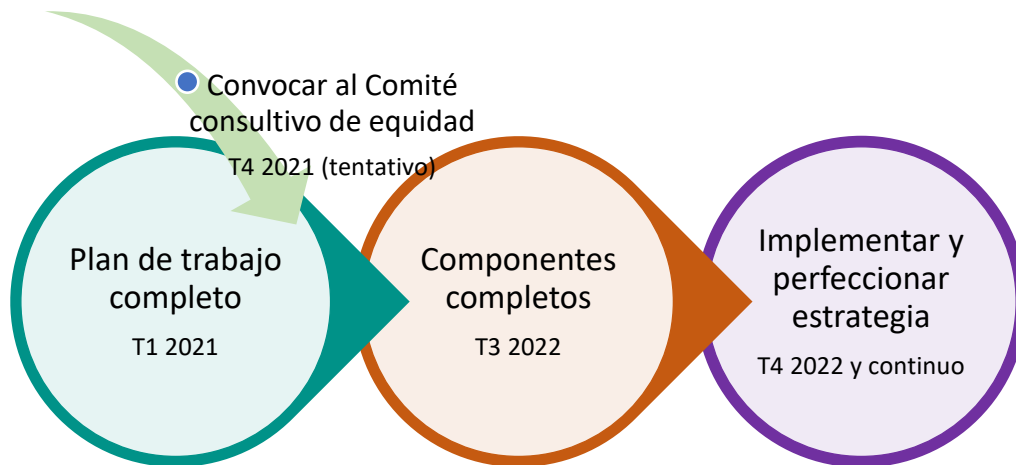 Convocar al Comité
consultivo de equidad
T4 2021 (tentativo)
Plan de trabajo
completo
T1 2021
Componentes
completos
T3 2022
Implementar y
perfeccionar
estrategia
T4 2022 y continuo